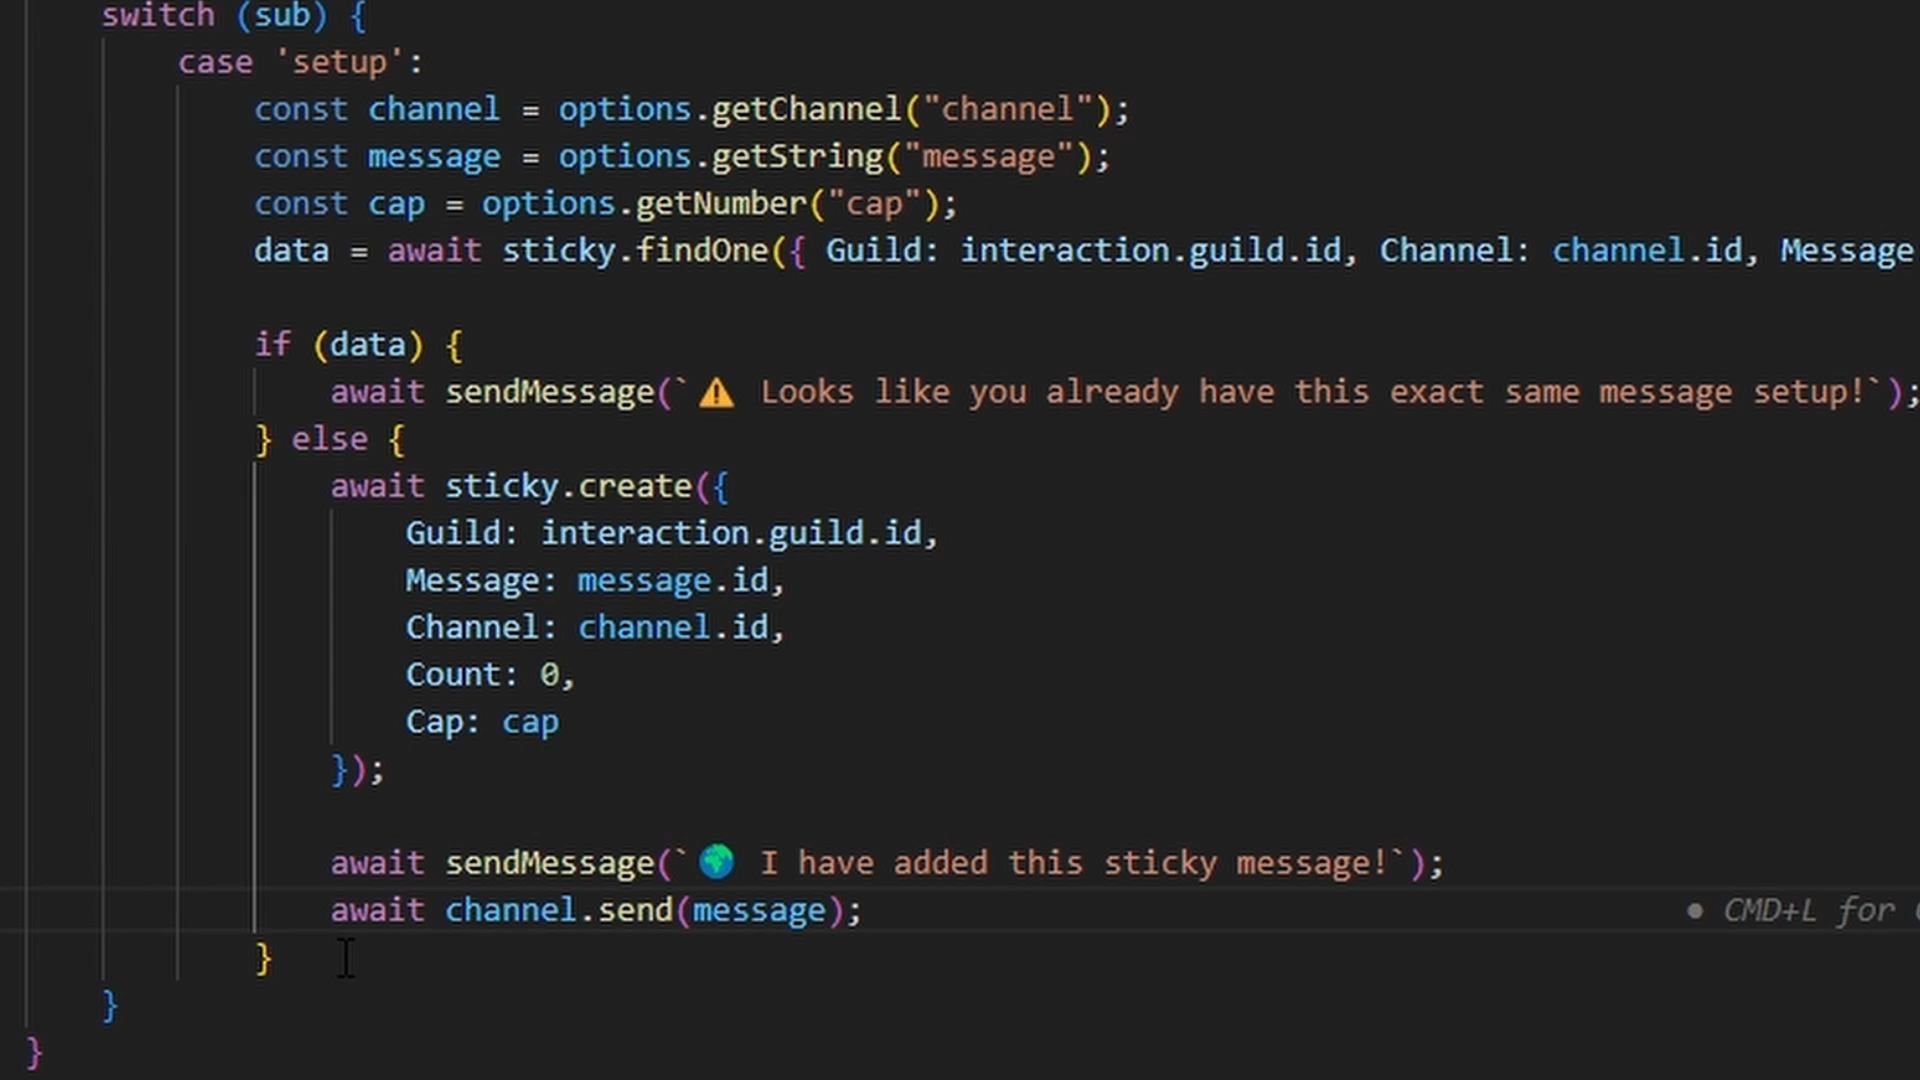 switch (sub) {
case 'setup':
const channel = options.getChannel("channel");
const message = options.getString("message");
const cap = options.getNumber("cap");
data = await sticky.findOne({ Guild: interaction.guild.id, Channel: channel.id, Message
if (data) {
await sendMessage(`⚠️ Looks like you already have this exact same message setup!`);
} else {
await sticky.create({
Guild: interaction.guild.id,
Message: message.id,
Channel: channel.id,
Count: 0,
Cap: cap
});
await sendMessage(`🌍 I have added this sticky message!`);
await channel.send(message);
● CMD+L for
}
}
}